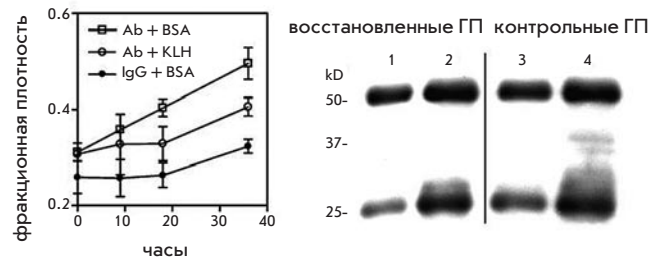 фракционная плотность
0.6
0.4
0.2
Ab + BSA
Ab + KLH
IgG + BSA
0 10 20 30 40
часы
восстановленные ГП контрольные ГП
1 2 3 4
kD
50-
37-
25-